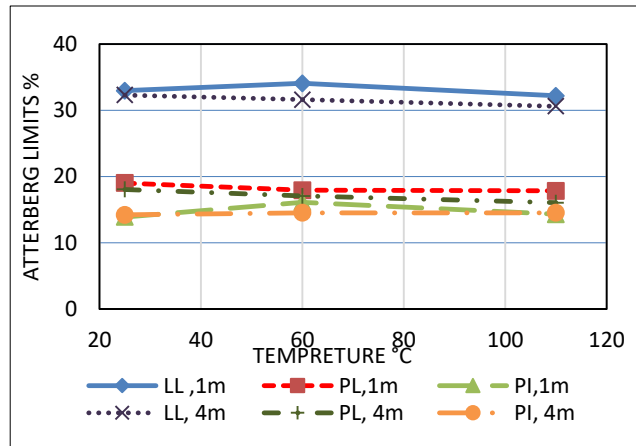 ATTERBERG LIMITS %
40
30
20
10
0
20 40 60 80 100 120
TEMPRETURE °C
LL ,1m PL,1m PI,1m
LL, 4m PL, 4m PI, 4m